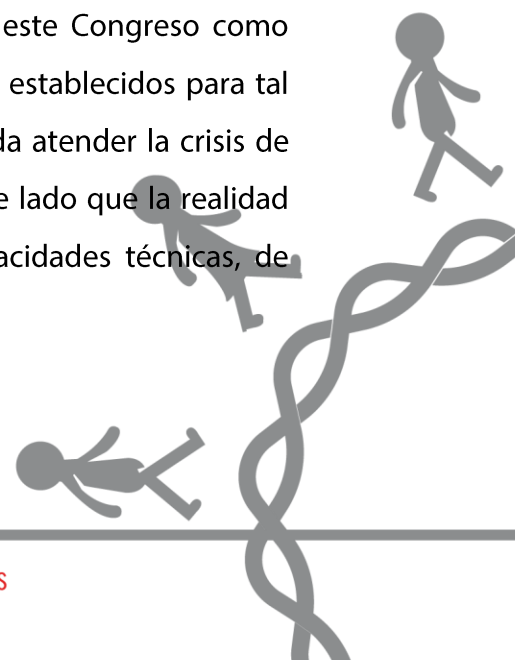 este Congreso como
establecidos para tal
da atender la crisis de
e lado que la realidad
acidades técnicas, de
s